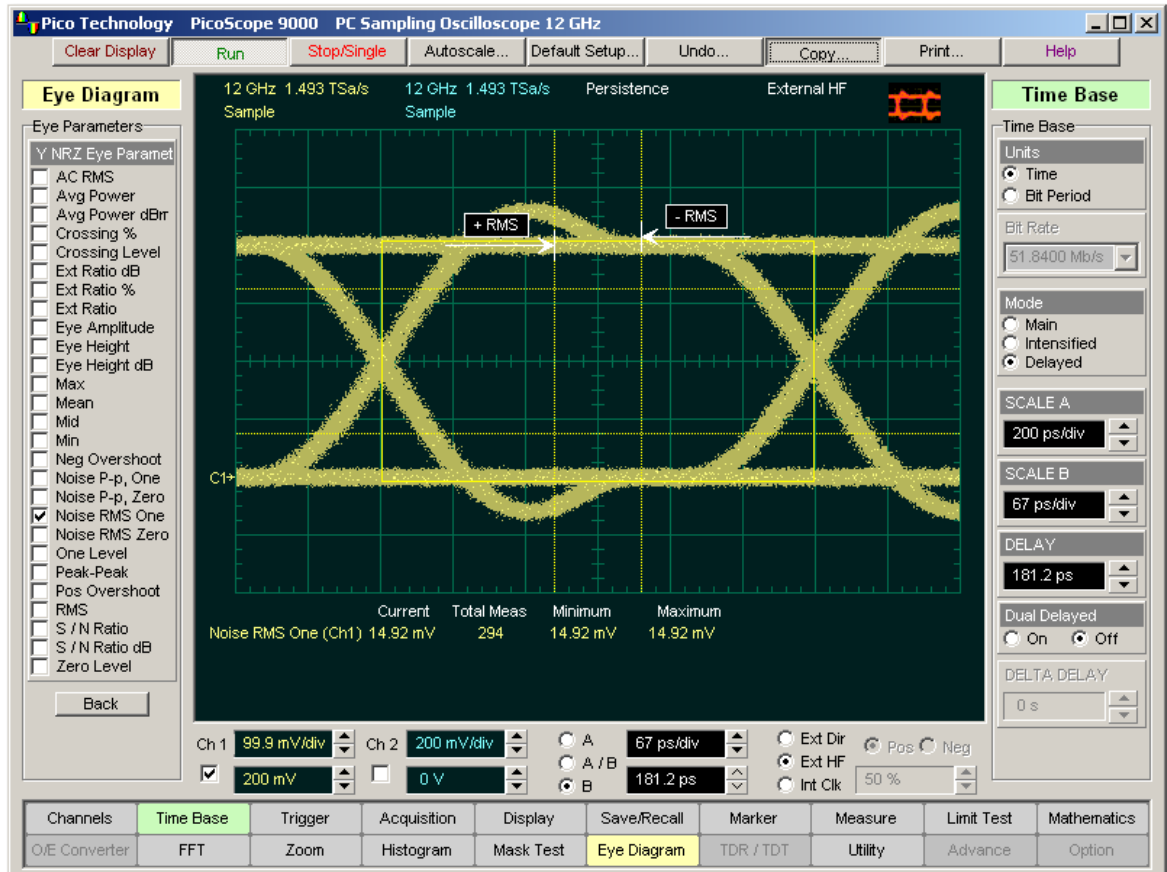 Pico Technology PicoScope 9000 PC Sampling Oscilloscope 12 GHz
Clear Display Run Stop/Single Autoscale... Default Setup... Undo... Copy... Print... Help
Eye Diagram
Eye Parameters
Y NRZ Eye Paramet
AC RMS
Avg Power
Avg Power dBm
Crossing %
Crossing Level
Ext Ratio dB
Ext Ratio %
Ext Ratio
Eye Amplitude
Eye Height
Eye Height dB
Max
Mean
Mid
Min
Neg Overshoot
Noise P-p, One
Noise P-p, Zero
Noise RMS One
Noise RMS Zero
One Level
Peak-Peak
Pos Overshoot
RMS
S / N Ratio
S / N Ratio dB
Zero Level
Back
12 GHz 1.493 TSa/s 12 GHz 1.493 TSa/s Persistence External HF
Sample Sample
+ RMS - RMS
C1
Current Total Meas Minimum Maximum
Noise RMS One (Ch1) 14.92 mV 294 14.92 mV 14.92 mV
Time Base
Time Base
Units
Time
Bit Period
Bit Rate
51.8400 Mb/s
Mode
Main
Intensified
Delayed
SCALE A
200 ps/div
SCALE B
67 ps/div
DELAY
181.2 ps
Dual Delayed
On Off
DELTA DELAY
0 s
Ch 1 99.9 mV/div Ch 2 200 mV/div A 67 ps/div Ext Dir Pos Neg
A / B Ext HF
200 mV 0 V B 181.2 ps Int Clk 50 %
Channels Time Base Trigger Acquisition Display Save/Recall Marker Measure Limit Test Mathematics
O/E Converter FFT Zoom Histogram Mask Test Eye Diagram TDR / TDT Utility Advance Option